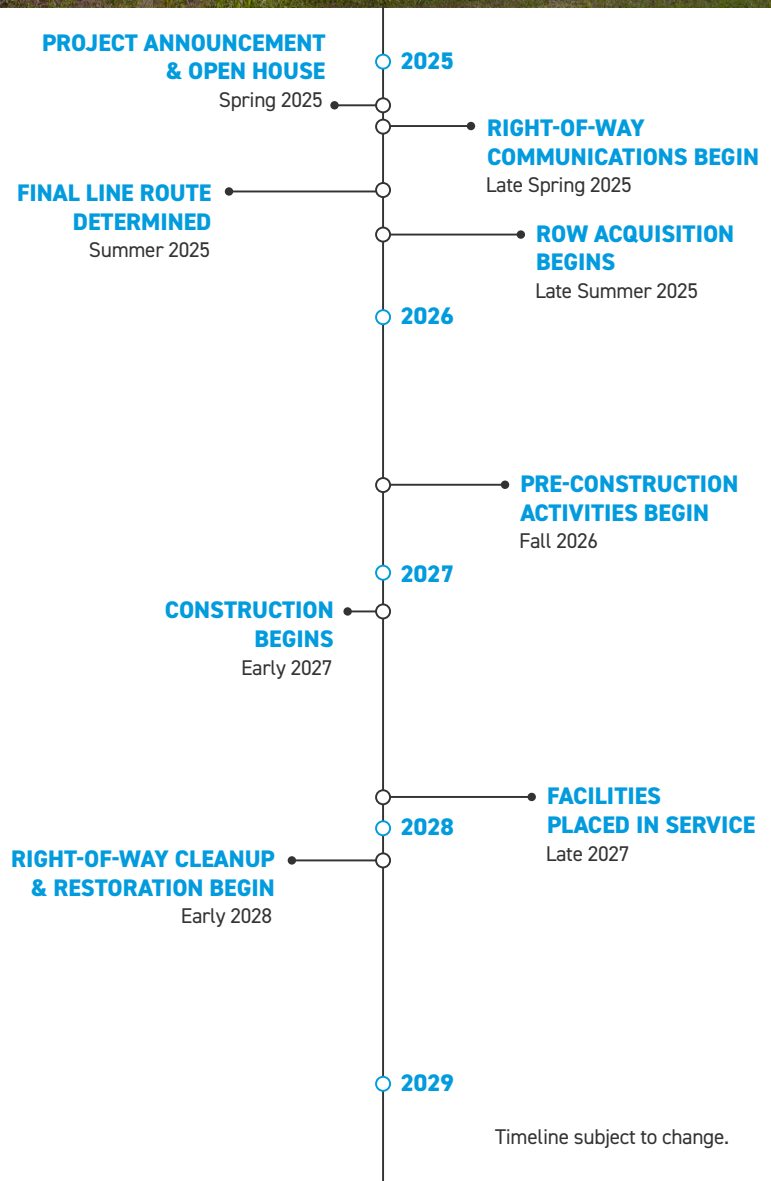 PROJECT ANNOUNCEMENT
& OPEN HOUSE
Spring 2025
2025
RIGHT-OF-WAY
COMMUNICATIONS BEGIN
Late Spring 2025
FINAL LINE ROUTE
DETERMINED
Summer 2025
ROW ACQUISITION
BEGINS
Late Summer 2025
2026
PRE-CONSTRUCTION
ACTIVITIES BEGIN
Fall 2026
2027
CONSTRUCTION
BEGINS
Early 2027
FACILITIES
PLACED IN SERVICE
Late 2027
2028
RIGHT-OF-WAY CLEANUP
& RESTORATION BEGIN
Early 2028
2029
Timeline subject to change.